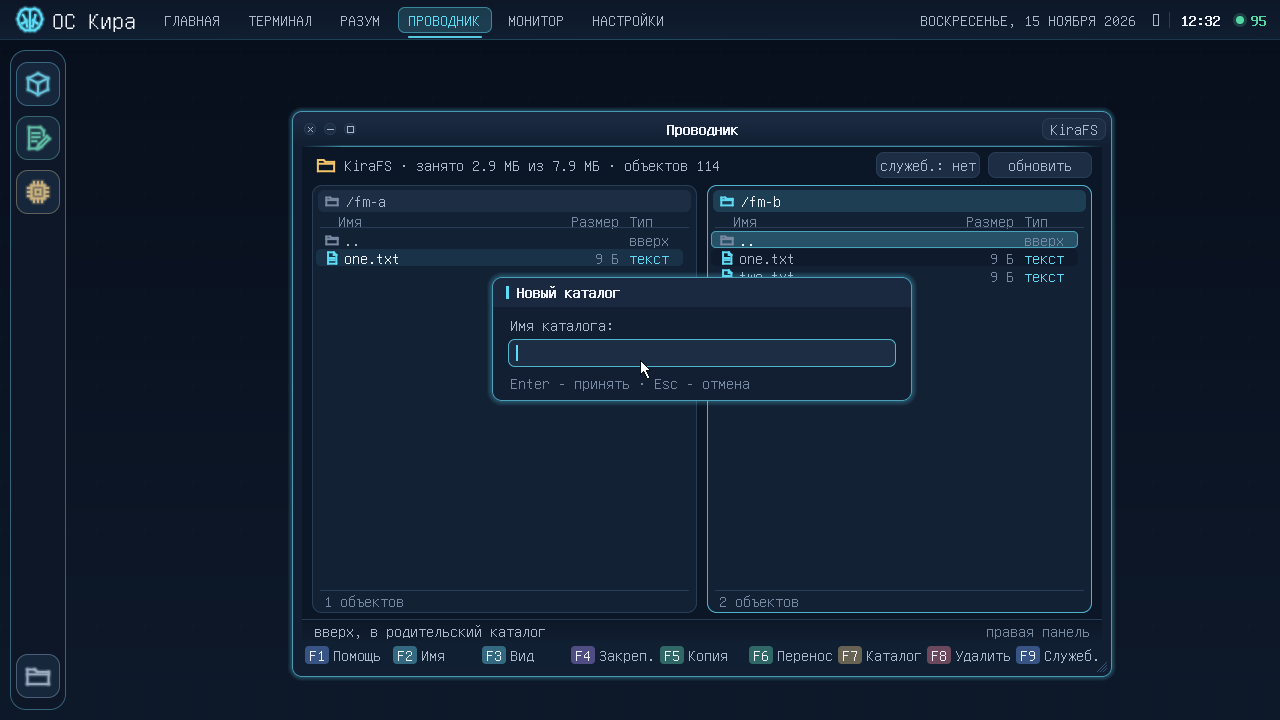 ОС Кира ГЛАВНАЯ ТЕРМИНАЛ РАЗУМ ПРОВОДНИК МОНИТОР НАСТРОЙКИ ВОСКРЕСЕНЬЕ, 15 НОЯБРЯ 2026 12:32 95
Проводник KiraFS
KiraFS · занято 2.9 МБ из 7.9 МБ · объектов 114 служеб.: нет обновить
/fm-a
Имя Размер Тип
.. вверх
one.txt 9 Б текст
1 объектов
/fm-b
Имя Размер Тип
.. вверх
one.txt 9 Б текст
two.txt 9 Б текст
2 объектов
Новый каталог
Имя каталога:
Enter - принять · Esc - отмена
вверх, в родительский каталог правая панель
F1 Помощь F2 Имя F3 Вид F4 Закреп. F5 Копия F6 Перенос F7 Каталог F8 Удалить F9 Служеб.